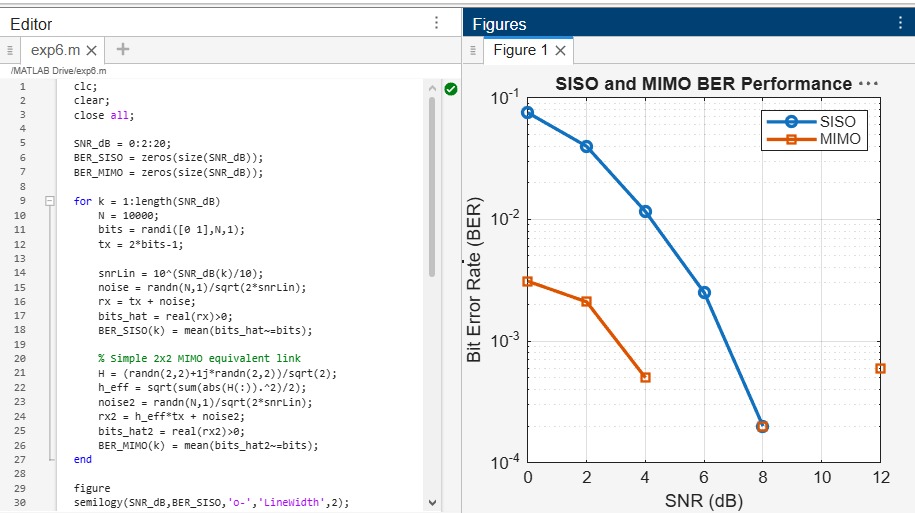 Editor
exp6.m ×
+
/MATLAB Drive/exp6.m
1 clc;
2 clear;
3 close all;
4
5 SNR_dB = 0:2:20;
6 BER_SISO = zeros(size(SNR_dB));
7 BER_MIMO = zeros(size(SNR_dB));
8
9 for k = 1:length(SNR_dB)
10 N = 10000;
11 bits = randi([0 1],N,1);
12 tx = 2*bits-1;
13
14 snrLin = 10^(SNR_dB(k)/10);
15 noise = randn(N,1)/sqrt(2*snrLin);
16 rx = tx + noise;
17 bits_hat = real(rx)>0;
18 BER_SISO(k) = mean(bits_hat~=bits);
19
20 % Simple 2x2 MIMO equivalent link
21 H = (randn(2,2)+1j*randn(2,2))/sqrt(2);
22 h_eff = sqrt(sum(abs(H(:)).^2)/2);
23 noise2 = randn(N,1)/sqrt(2*snrLin);
24 rx2 = h_eff*tx + noise2;
25 bits_hat2 = real(rx2)>0;
26 BER_MIMO(k) = mean(bits_hat2~=bits);
27 end
28
29 figure
30 semilogy(SNR_dB,BER_SISO,'o-','LineWidth',2);
Figures
Figure 1 ×
SISO and MIMO BER Performance
SISO
MIMO
Bit Error Rate (BER)
10⁻¹
10⁻²
10⁻³
10⁻⁴
0 2 4 6 8 10 12
SNR (dB)